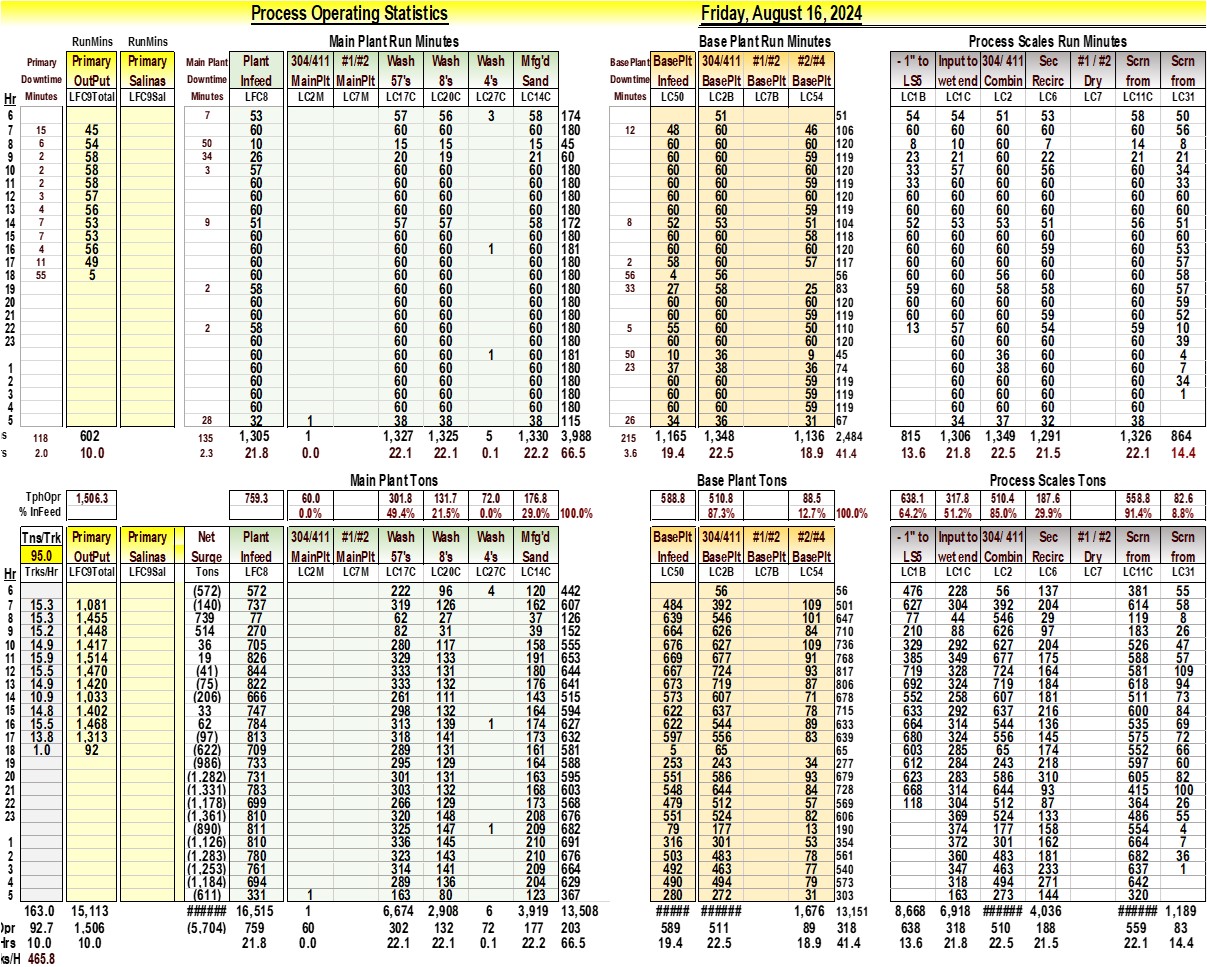 Process Operating Statistics Friday, August 16, 2024
RunMins RunMins Main Plant Run Minutes Base Plant Run Minutes Process Scales Run Minutes
Primary Primary Primary Main Plant Plant 304/411 #1/#2 Wash Wash Wash Mfg'd Base Plant BasePlt 304/411 #1/#2 #2/#4 - 1" to Input to 304/ 411 Sec #1 / #2 Scrn Scrn
Downtime OutPut Salinas Downtime Infeed MainPlt MainPlt 57's 8's 4's Sand Downtime Infeed BasePlt BasePlt BasePlt LS5 wet end Combin Recirc Dry from from
Hr Minutes LFC9Total LFC9Sal Minutes LFC8 LC2M LC7M LC17C LC20C LC27C LC14C Minutes LC50 LC2B LC7B LC54 LC1B LC1C LC2 LC6 LC7 LC11C LC31
6 7 53 57 56 3 58 174 51 51 54 54 51 53 58 50
7 15 45 60 60 60 60 180 12 48 60 46 106 60 60 60 60 60 56
8 6 54 50 10 15 15 15 45 60 60 60 120 8 10 60 7 14 8
9 2 58 34 26 20 19 21 60 60 60 59 119 23 21 60 22 21 21
10 2 58 3 57 60 60 60 180 60 60 60 120 33 57 60 56 60 34
11 2 58 60 60 60 60 180 60 60 59 119 33 60 60 60 60 33
12 3 57 60 60 60 60 180 60 60 60 120 60 60 60 60 60 60
13 4 56 60 60 60 60 180 60 60 59 119 60 60 60 60 60 60
14 7 53 9 51 57 57 58 172 8 52 53 51 104 52 53 53 51 56 51
15 7 53 60 60 60 60 180 60 60 58 118 60 60 60 60 60 60
16 4 56 60 60 60 1 60 181 60 60 60 120 60 60 60 59 60 53
17 11 49 60 60 60 60 180 2 58 60 57 117 60 60 60 60 60 57
18 55 5 60 60 60 60 180 56 4 56 56 60 60 56 60 60 58
19 2 58 60 60 60 180 33 27 58 25 83 59 60 58 58 60 57
20 60 60 60 60 180 60 60 60 120 60 60 60 60 60 59
21 60 60 60 60 180 60 60 59 119 60 60 60 59 60 52
22 2 58 60 60 60 180 5 55 60 50 110 13 57 60 54 59 10
23 60 60 60 60 180 60 60 60 120 60 60 60 60 39
60 60 60 1 60 181 50 10 36 9 45 60 36 60 60 4
1 60 60 60 60 180 23 37 38 36 74 60 38 60 60 7
2 60 60 60 60 180 60 60 59 119 60 60 60 60 34
3 60 60 60 60 180 60 60 59 119 60 60 60 60 1
4 60 60 60 60 180 60 60 59 119 60 60 60 60
5 28 32 1 38 38 38 115 26 34 36 31 67 34 37 32 38
s 118 602 135 1,305 1 1,327 1,325 5 1,330 3,988 215 1,165 1,348 1,136 2,484 815 1,306 1,349 1,291 1,326 864
s 2.0 10.0 2.3 21.8 0.0 22.1 22.1 0.1 22.2 66.5 3.6 19.4 22.5 18.9 41.4 13.6 21.8 22.5 21.5 22.1 14.4
Main Plant Tons Base Plant Tons Process Scales Tons
TphOpr 1,506.3 759.3 60.0 301.8 131.7 72.0 176.8 588.8 510.8 88.5 638.1 317.8 510.4 187.6 558.8 82.6
% InFeed 0.0% 49.4% 21.5% 0.0% 29.0% 100.0% 87.3% 12.7% 100.0% 64.2% 51.2% 85.0% 29.9% 91.4% 8.8%
Tns/Trk Primary Primary Net Plant 304/411 #1/#2 Wash Wash Wash Mfg'd BasePlt 304/411 #1/#2 #2/#4 - 1" to Input to 304/ 411 Sec #1 / #2 Scrn Scrn
95.0 OutPut Salinas Surge Infeed MainPlt MainPlt 57's 8's 4's Sand Infeed BasePlt BasePlt BasePlt LS5 wet end Combin Recirc Dry from from
Hr Trks/Hr LFC9Total LFC9Sal Tons LFC8 LC2M LC7M LC17C LC20C LC27C LC14C LC50 LC2B LC7B LC54 LC1B LC1C LC2 LC6 LC7 LC11C LC31
6 (572) 572 222 96 4 120 442 56 56 476 228 56 137 381 55
7 15.3 1,081 (140) 737 319 126 162 607 484 392 109 501 627 304 392 204 614 58
8 15.3 1,455 739 77 62 27 37 126 639 546 101 647 77 44 546 29 119 8
9 15.2 1,448 514 270 82 31 39 152 664 626 84 710 210 88 626 97 183 26
10 14.9 1,417 36 705 280 117 158 555 676 627 109 736 329 292 627 204 526 47
11 15.9 1,514 19 826 329 133 191 653 669 677 91 768 385 349 677 175 588 57
12 15.5 1,470 (41) 844 333 131 180 644 667 724 93 817 719 328 724 164 581 109
13 14.9 1,420 (75) 822 333 132 176 641 673 719 87 806 692 324 719 184 618 94
14 10.9 1,033 (206) 666 261 111 143 515 573 607 71 678 552 258 607 181 511 73
15 14.8 1,402 33 747 298 132 164 594 622 637 78 715 633 292 637 216 600 84
16 15.5 1,468 62 784 313 139 1 174 627 622 544 89 633 664 314 544 136 535 69
17 13.8 1,313 (97) 813 318 141 173 632 597 556 83 639 680 324 556 145 575 72
18 1.0 92 (622) 709 289 131 161 581 5 65 65 603 285 65 174 552 66
19 (986) 733 295 129 164 588 253 243 34 277 612 284 243 218 597 60
20 (1.282) 731 301 131 163 595 551 586 93 679 623 283 586 310 605 82
21 (1.331) 783 303 132 168 603 548 644 84 728 668 314 644 93 415 100
22 (1,178) 699 266 129 173 568 479 512 57 569 118 304 512 87 364 26
23 (1,361) 810 320 148 208 676 551 524 82 606 369 524 133 486 55
(890) 811 325 147 1 209 682 79 177 13 190 374 177 158 554 4
1 (1,126) 810 336 145 210 691 316 301 53 354 372 301 162 664 7
2 (1.283) 780 323 143 210 676 503 483 78 561 360 483 181 682 36
3 (1,253) 761 314 141 209 664 492 463 77 540 347 463 233 637 1
4 (1,184) 694 289 136 204 629 490 494 79 573 318 494 271 642
5 (611) 331 1 163 80 123 367 280 272 31 303 163 273 144 320
163.0 15,113 ###### 16,515 1 6,674 2,908 6 3,919 13,508 ##### ###### 1,676 13,151 8,668 6,918 ###### 4,036 ###### 1,189
Opr 92.7 1,506 (5,704) 759 60 302 132 72 177 203 589 511 89 318 638 318 510 188 559 83
Hrs 10.0 10.0 21.8 0.0 22.1 22.1 0.1 22.2 66.5 19.4 22.5 18.9 41.4 13.6 21.8 22.5 21.5 22.1 14.4
ks/H 465.8